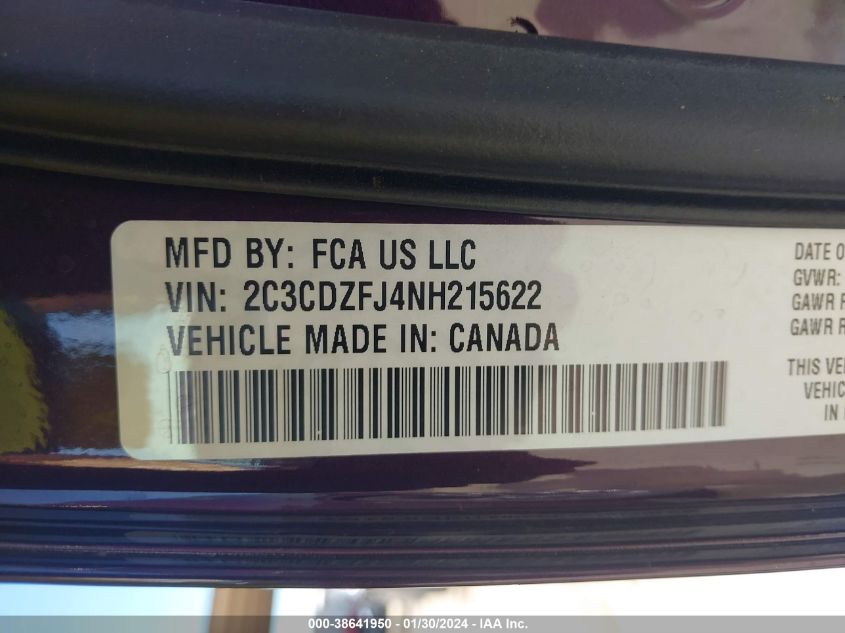 MFD BY: FCA US LLC
VIN: 2C3CDZFJ4NH215622
VEHICLE MADE IN: CANADA
DATE O
GVWR:
GAWR F
GAWR R
THIS VE
VEHIC
IN
000-38641950 - 01/30/2024 - IAA Inc.